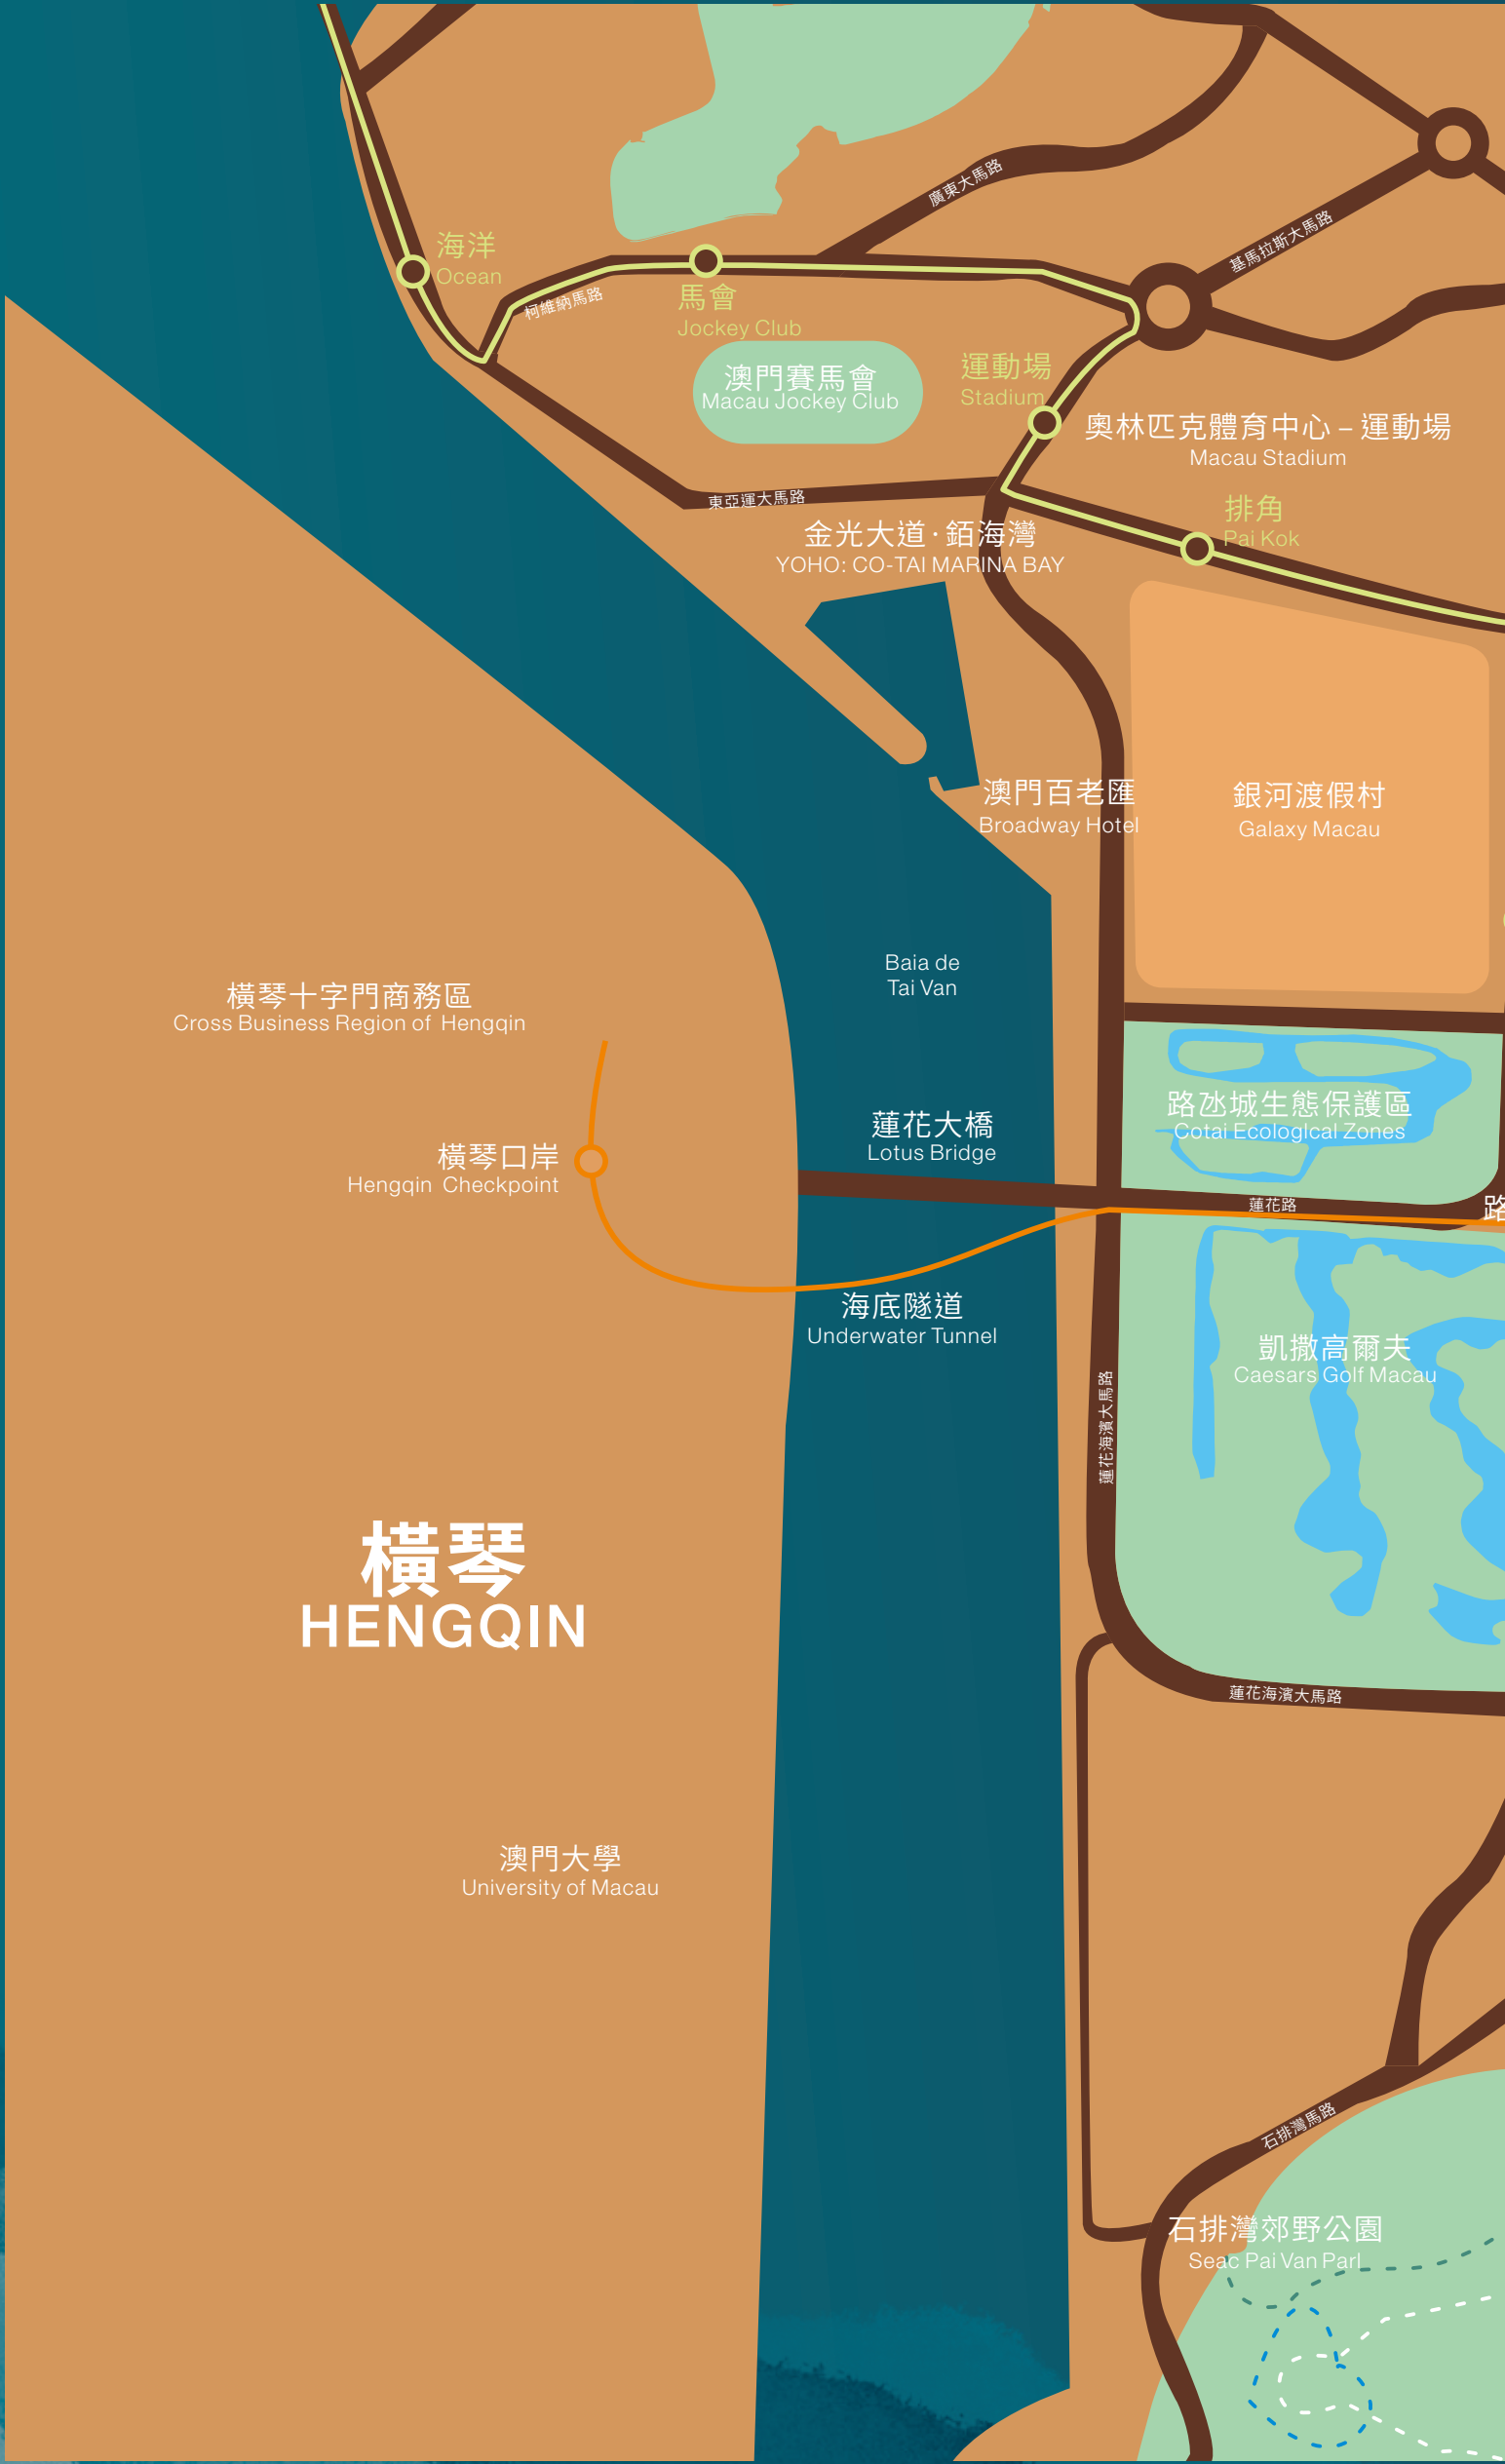 廣東大馬路
基馬拉斯大馬路
海洋
Ocean
柯維納馬路
馬會
Jockey Club
澳門賽馬會
Macau Jockey Club
運動場
Stadium
奧林匹克體育中心 – 運動場
Macau Stadium
東亞運大馬路
排角
Pai Kok
金光大道·銆海灣
YOHO: CO-TAI MARINA BAY
澳門百老匯
Broadway Hotel
銀河渡假村
Galaxy Macau
Baia de
Tai Van
橫琴十字門商務區
Cross Business Region of Hengqin
路氹城生態保護區
Cotai EcologIcal Zones
蓮花大橋
Lotus Bridge
橫琴口岸
Hengqin Checkpoint
蓮花路
路
海底隧道
Underwater Tunnel
凱撒高爾夫
Caesars Golf Macau
蓮花海濱大馬路
橫琴
HENGQIN
蓮花海濱大馬路
澳門大學
University of Macau
石排灣馬路
石排灣郊野公園
Seac Pai Van Parl